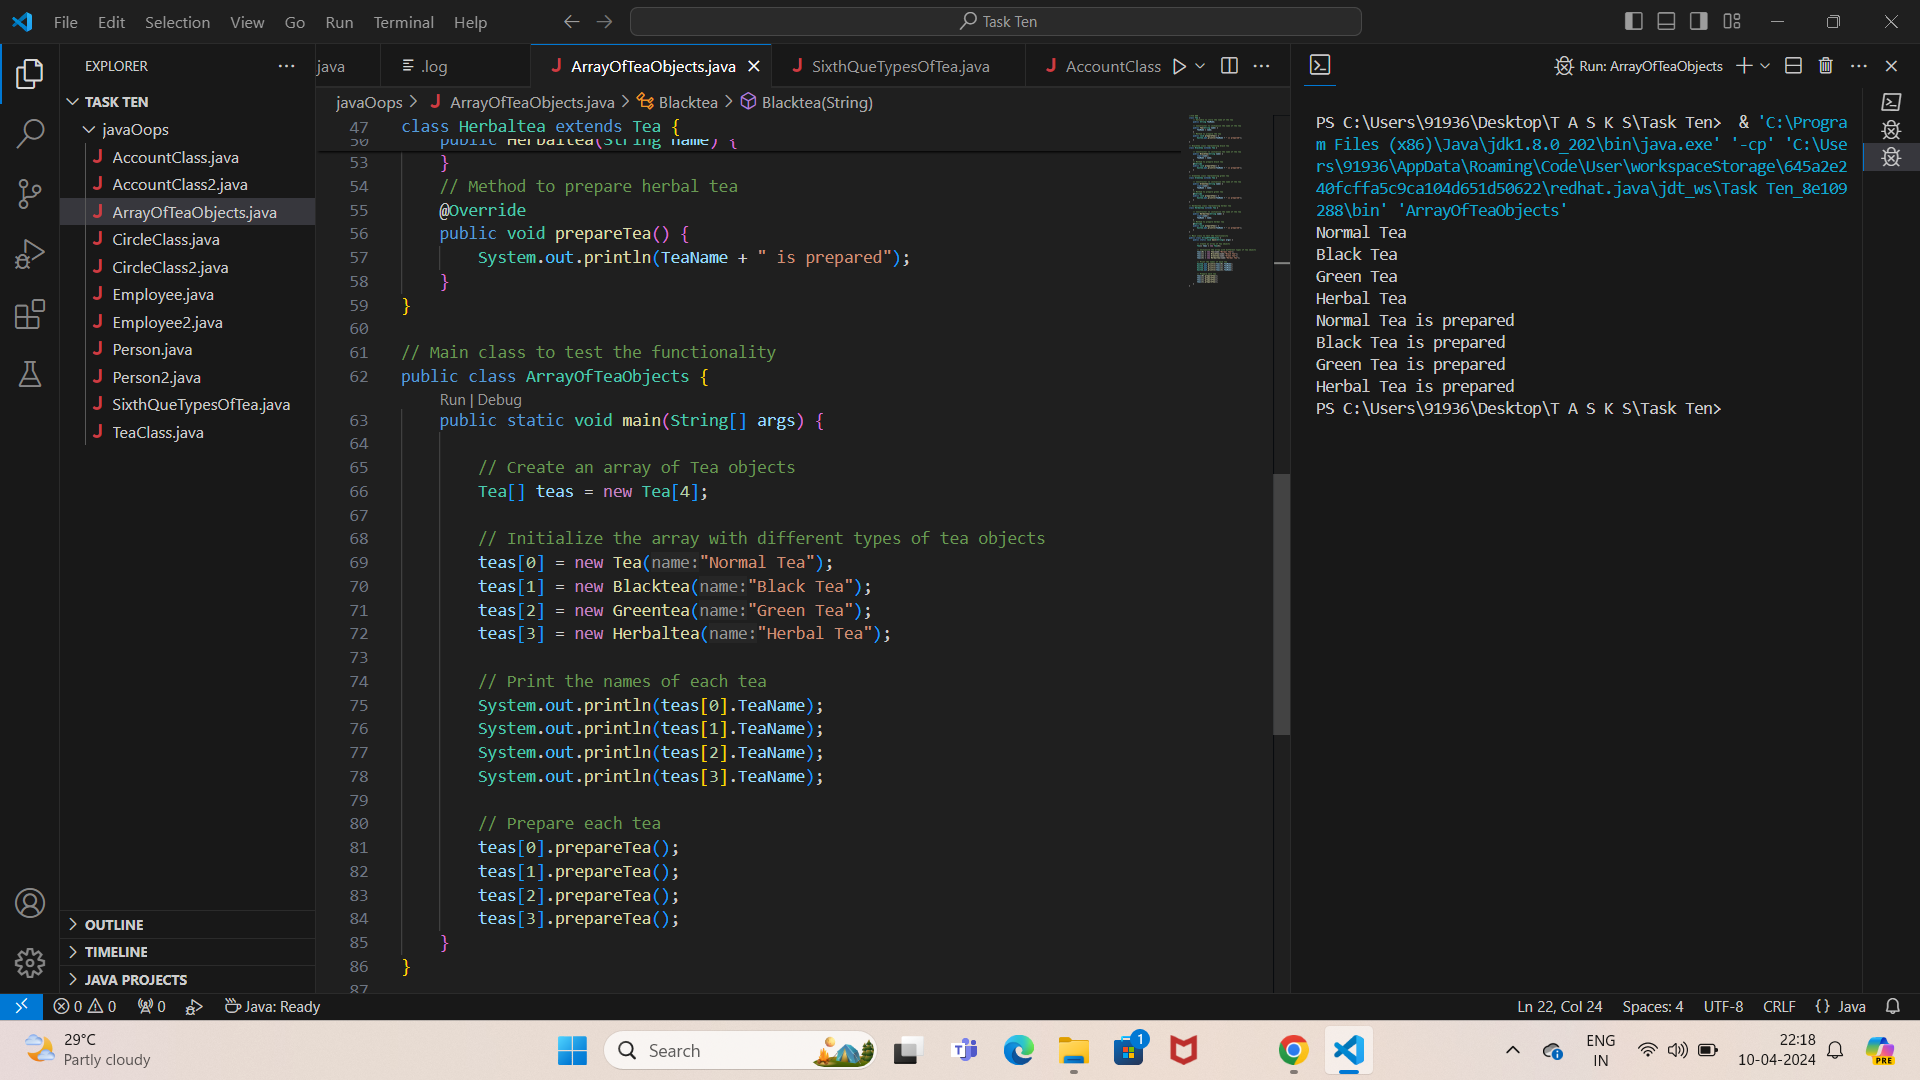 File Edit Selection View Go Run Terminal Help
Task Ten
EXPLORER
TASK TEN
javaOops
AccountClass.java
AccountClass2.java
ArrayOfTeaObjects.java
CircleClass.java
CircleClass2.java
Employee.java
Employee2.java
Person.java
Person2.java
SixthQueTypesOfTea.java
TeaClass.java
OUTLINE
TIMELINE
JAVA PROJECTS
java .log ArrayOfTeaObjects.java SixthQueTypesOfTea.java AccountClass
javaOops > ArrayOfTeaObjects.java > Blacktea > Blacktea(String)
47 class Herbaltea extends Tea {
50 public Herbaltea(String name) {
53 }
54 // Method to prepare herbal tea
55 @Override
56 public void prepareTea() {
57 System.out.println(TeaName + " is prepared");
58 }
59 }
60
61 // Main class to test the functionality
62 public class ArrayOfTeaObjects {
Run | Debug
63 public static void main(String[] args) {
64
65 // Create an array of Tea objects
66 Tea[] teas = new Tea[4];
67
68 // Initialize the array with different types of tea objects
69 teas[0] = new Tea(name:"Normal Tea");
70 teas[1] = new Blacktea(name:"Black Tea");
71 teas[2] = new Greentea(name:"Green Tea");
72 teas[3] = new Herbaltea(name:"Herbal Tea");
73
74 // Print the names of each tea
75 System.out.println(teas[0].TeaName);
76 System.out.println(teas[1].TeaName);
77 System.out.println(teas[2].TeaName);
78 System.out.println(teas[3].TeaName);
79
80 // Prepare each tea
81 teas[0].prepareTea();
82 teas[1].prepareTea();
83 teas[2].prepareTea();
84 teas[3].prepareTea();
85 }
86 }
87
Run: ArrayOfTeaObjects
PS C:\Users\91936\Desktop\T A S K S\Task Ten> & 'C:\Progra
m Files (x86)\Java\jdk1.8.0_202\bin\java.exe' '-cp' 'C:\Use
rs\91936\AppData\Roaming\Code\User\workspaceStorage\645a2e2
40fcffa5c9ca104d651d50622\redhat.java\jdt_ws\Task Ten_8e109
288\bin' 'ArrayOfTeaObjects'
Normal Tea
Black Tea
Green Tea
Herbal Tea
Normal Tea is prepared
Black Tea is prepared
Green Tea is prepared
Herbal Tea is prepared
PS C:\Users\91936\Desktop\T A S K S\Task Ten>
0 0 0 Java: Ready
Ln 22, Col 24 Spaces: 4 UTF-8 CRLF {} Java
29°C
Partly cloudy
Search
1
ENG
IN
22:18
10-04-2024
PRE